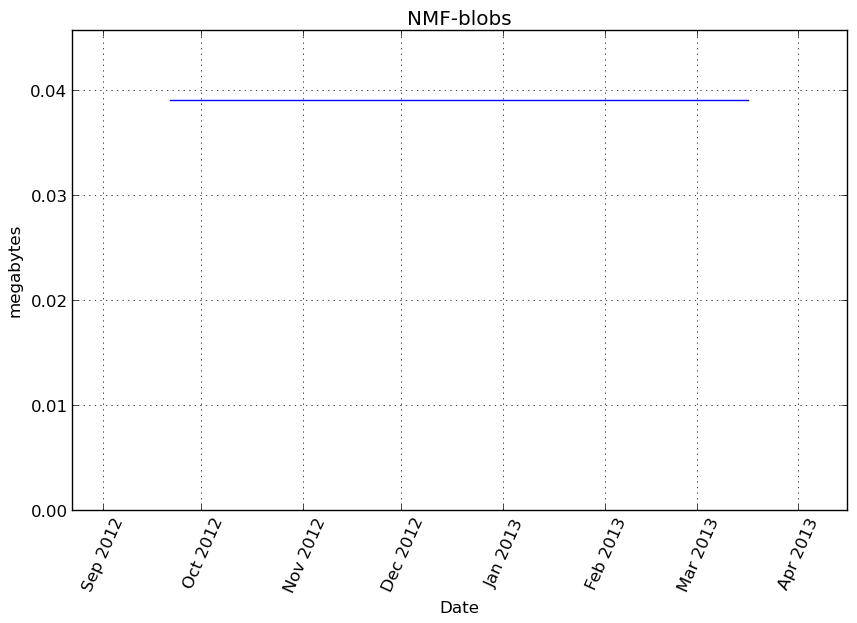 NMF-blobs
megabytes
0.04
0.03
0.02
0.01
0.00
Sep 2012
Oct 2012
Nov 2012
Dec 2012
Jan 2013
Feb 2013
Mar 2013
Apr 2013
Date